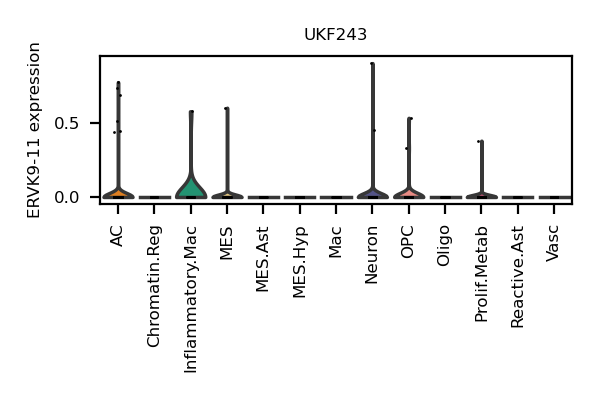 UKF243
ERVK9-11 expression
0.5
0.0
AC
Chromatin.Reg
Inflammatory.Mac
MES
MES.Ast
MES.Hyp
Mac
Neuron
OPC
Oligo
Prolif.Metab
Reactive.Ast
Vasc